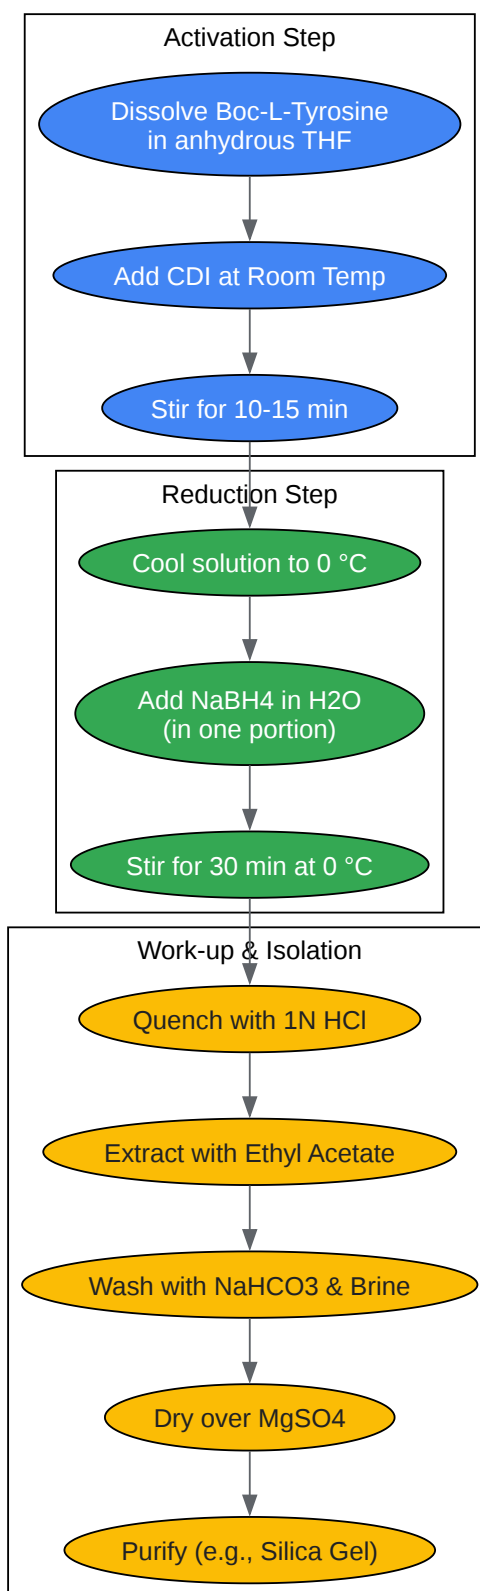 Activation Step
Dissolve Boc-L-Tyrosine
in anhydrous THF
Add CDI at Room Temp
Stir for 10-15 min
Reduction Step
Cool solution to 0 °C
Add NaBH4 in H2O
(in one portion)
Stir for 30 min at 0 °C
Work-up & Isolation
Quench with 1N HCl
Extract with Ethyl Acetate
Wash with NaHCO3 & Brine
Dry over MgSO4
Purify (e.g., Silica Gel)